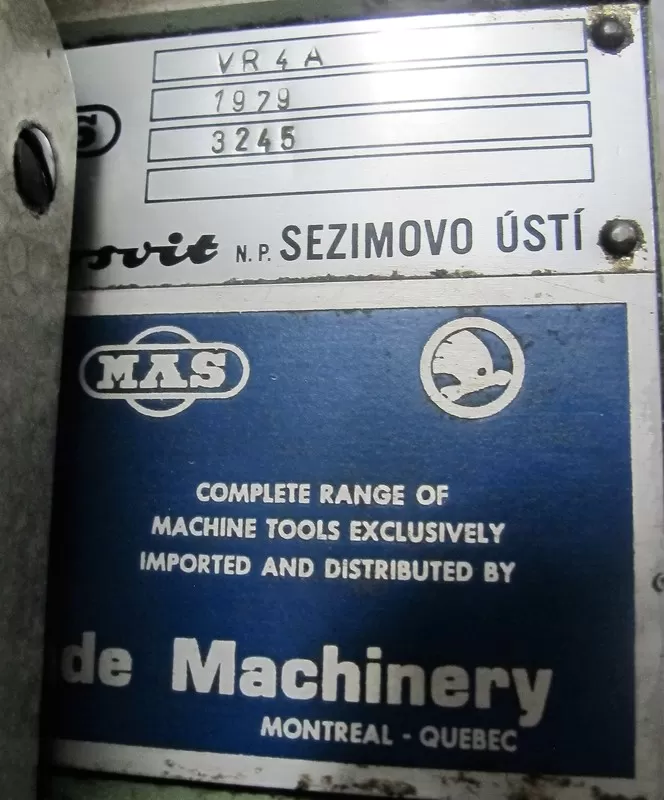 VR 4 A
1979
3245
S
svit N.P. SEZIMOVO ÚSTÍ
MAS
COMPLETE RANGE OF
MACHINE TOOLS EXCLUSIVELY
IMPORTED AND DISTRIBUTED BY
de Machinery
MONTREAL - QUEBEC